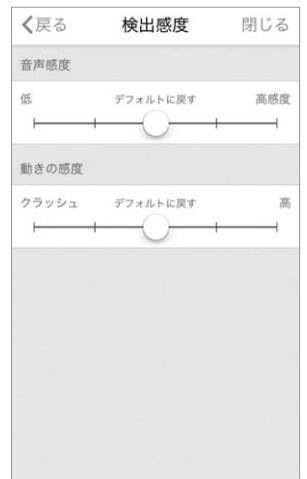 戻る 検出感度 閉じる
音声感度
低 デフォルトに戻す 高感度
動きの感度
クラッシュ デフォルトに戻す 高